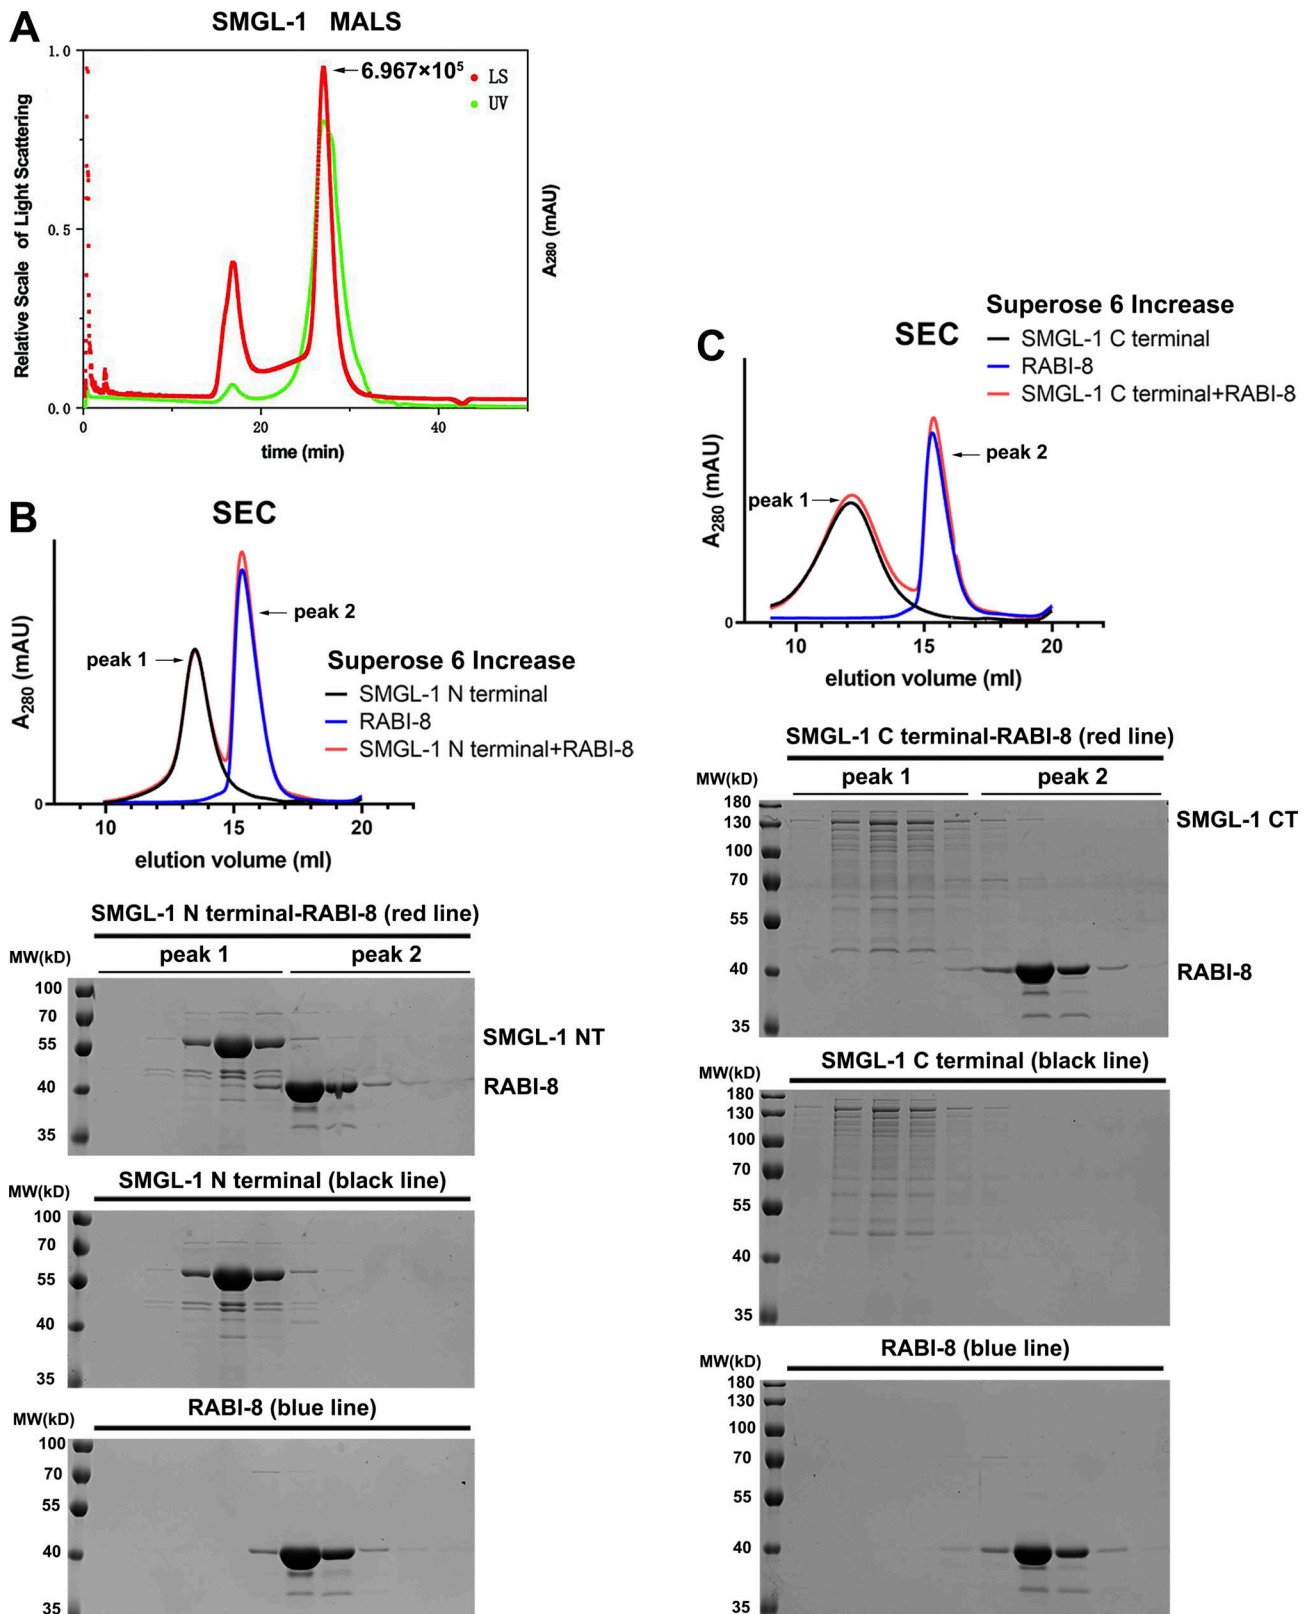 A
SMGL-1 MALS
1.0
0.5
0.0
Relative Scale of Light Scattering
6.967×10⁵
LS
UV
A280 (mAU)
0
20
40
time (min)
B
SEC
A280 (mAU)
peak 1
peak 2
Superose 6 Increase
SMGL-1 N terminal
RABI-8
SMGL-1 N terminal+RABI-8
0
10
15
20
elution volume (ml)
SMGL-1 N terminal-RABI-8 (red line)
MW(kD)
peak 1
peak 2
100
70
55
40
35
SMGL-1 NT
RABI-8
SMGL-1 N terminal (black line)
MW(kD)
100
70
55
40
35
RABI-8 (blue line)
MW(kD)
100
70
55
40
35
C
SEC
Superose 6 Increase
SMGL-1 C terminal
RABI-8
SMGL-1 C terminal+RABI-8
A280 (mAU)
peak 1
peak 2
0
10
15
20
elution volume (ml)
SMGL-1 C terminal-RABI-8 (red line)
MW(kD)
peak 1
peak 2
180
130
100
70
55
40
35
SMGL-1 CT
RABI-8
SMGL-1 C terminal (black line)
MW(kD)
180
130
100
70
55
40
35
RABI-8 (blue line)
MW(kD)
180
130
100
70
55
40
35